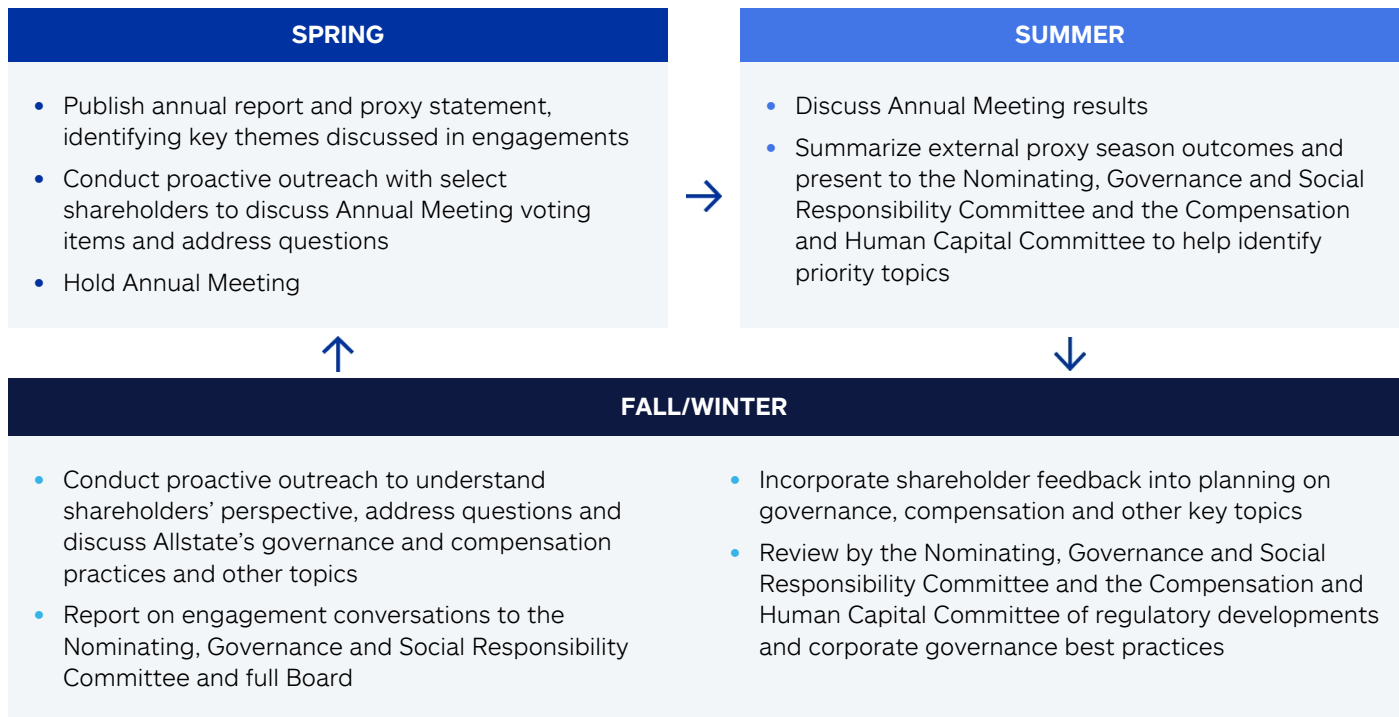 SPRING
• Publish annual report and proxy statement,
identifying key themes discussed in engagements
• Conduct proactive outreach with select
shareholders to discuss Annual Meeting voting
items and address questions
• Hold Annual Meeting
SUMMER
• Discuss Annual Meeting results
• Summarize external proxy season outcomes and
present to the Nominating, Governance and Social
Responsibility Committee and the Compensation
and Human Capital Committee to help identify
priority topics
FALL/WINTER
• Conduct proactive outreach to understand
shareholders’ perspective, address questions and
discuss Allstate’s governance and compensation
practices and other topics
• Report on engagement conversations to the
Nominating, Governance and Social Responsibility
Committee and full Board
• Incorporate shareholder feedback into planning on
governance, compensation and other key topics
• Review by the Nominating, Governance and Social
Responsibility Committee and the Compensation and
Human Capital Committee of regulatory developments
and corporate governance best practices